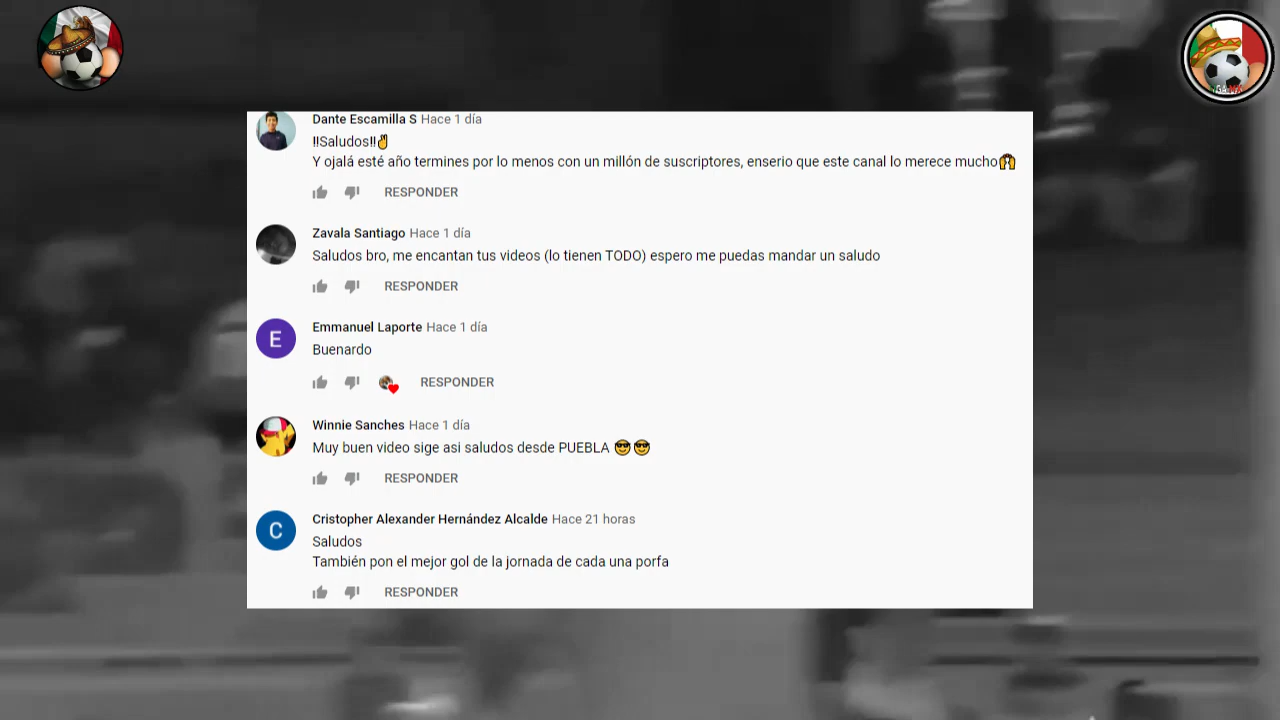 Dante Escamilla S Hace 1 día
!!Saludos!!✌
Y ojalá esté año termines por lo menos con un millón de suscriptores, enserio que este canal lo merece mucho🙌
RESPONDER
Zavala Santiago Hace 1 día
Saludos bro, me encantan tus videos (lo tienen TODO) espero me puedas mandar un saludo
RESPONDER
E
Emmanuel Laporte Hace 1 día
Buenardo
RESPONDER
Winnie Sanches Hace 1 día
Muy buen video sige asi saludos desde PUEBLA 😎😎
RESPONDER
C
Cristopher Alexander Hernández Alcalde Hace 21 horas
Saludos
También pon el mejor gol de la jornada de cada una porfa
RESPONDER